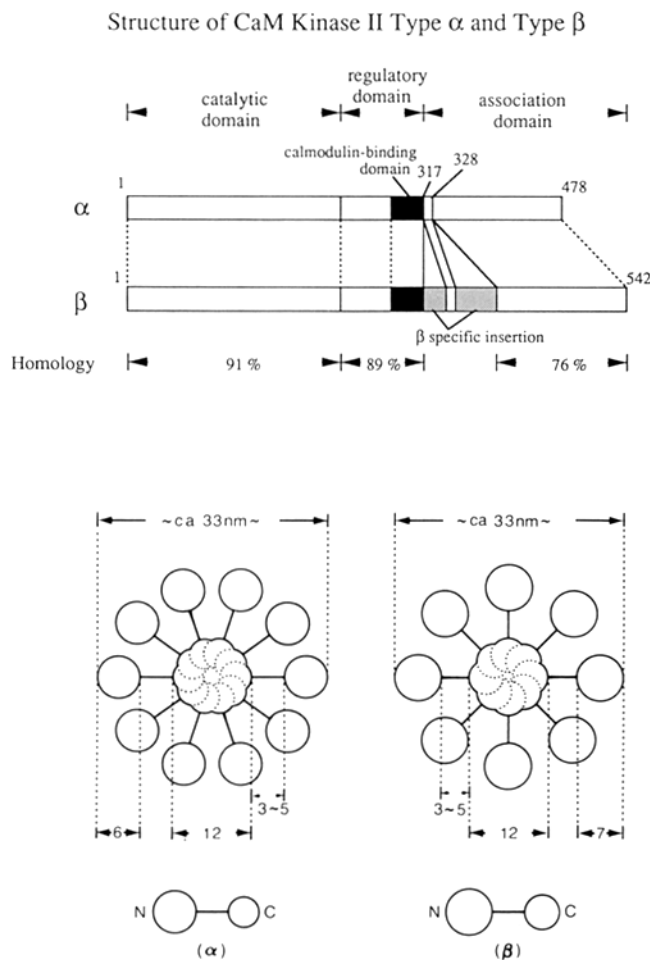 Structure of CaM Kinase II Type α and Type β
regulatory
catalytic domain association
domain domain
calmodulin-binding
domain 317 328
1 478
α
1 542
β
β specific insertion
Homology 91 % 89 % 76 %
~ca 33nm~ ~ca 33nm~
3~5 3~5
6 12 12 7
N C N C
(α) (β)